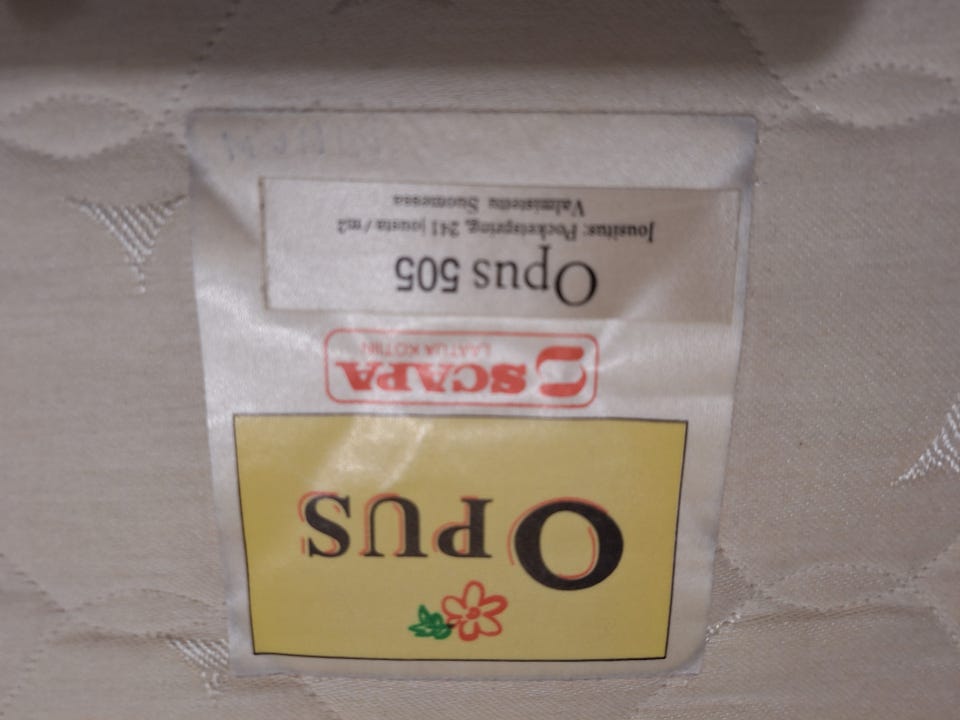 OPUS
SCAPA
LAATUA KOTIIN
Opus 505
Jousitus: Pocketspring, 241 jousta/m2
Valmistettu Suomessa